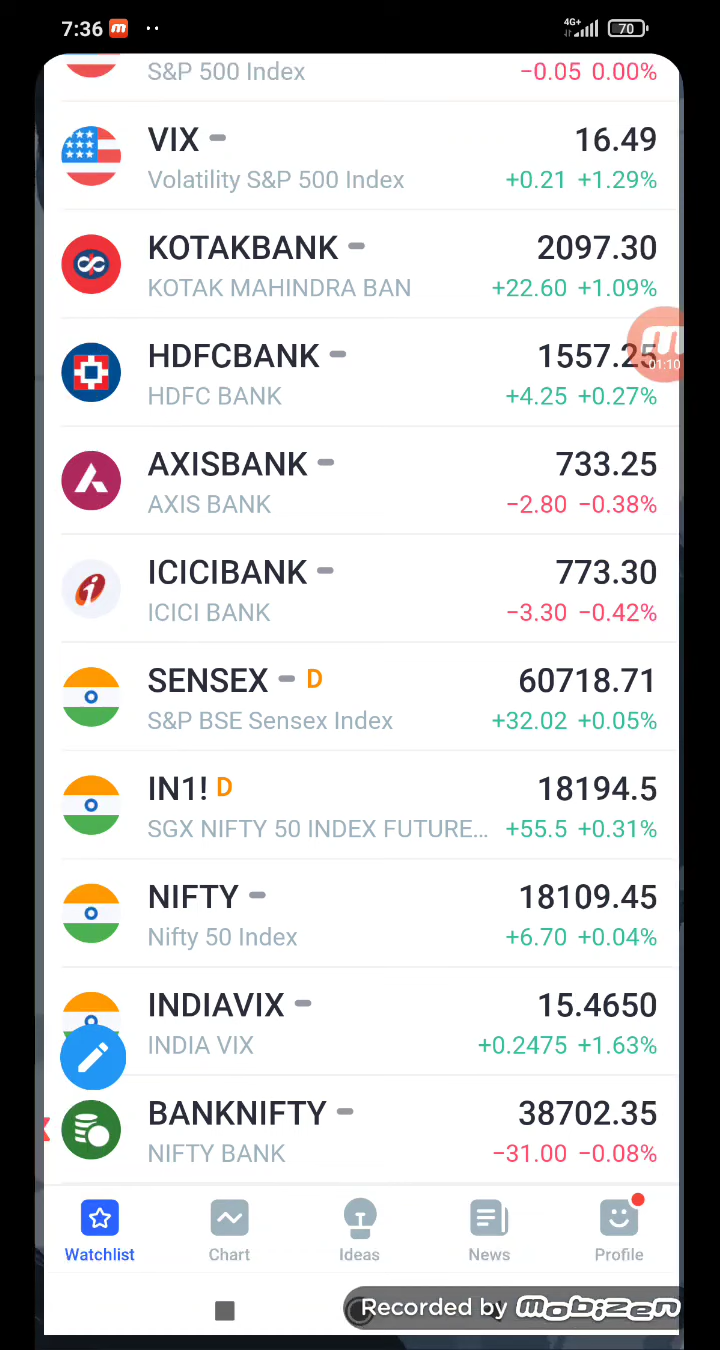 7:36
4G+
70
S&P 500 Index
−0.05 0.00%
VIX
16.49
Volatility S&P 500 Index
+0.21 +1.29%
KOTAKBANK
2097.30
KOTAK MAHINDRA BAN
+22.60 +1.09%
HDFCBANK
1557.25
01:10
HDFC BANK
+4.25 +0.27%
AXISBANK
733.25
AXIS BANK
−2.80 −0.38%
ICICIBANK
773.30
ICICI BANK
−3.30 −0.42%
SENSEX D
60718.71
S&P BSE Sensex Index
+32.02 +0.05%
IN1! D
18194.5
SGX NIFTY 50 INDEX FUTURE...
+55.5 +0.31%
NIFTY
18109.45
Nifty 50 Index
+6.70 +0.04%
INDIAVIX
15.4650
INDIA VIX
+0.2475 +1.63%
BANKNIFTY
38702.35
NIFTY BANK
−31.00 −0.08%
Watchlist
Chart
Ideas
News
Profile
Recorded by mobizen